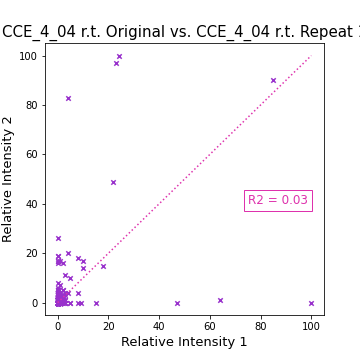 CCE_4_04 r.t. Original vs. CCE_4_04 r.t. Repeat
100
80
60
40
20
0
Relative Intensity 2
R2 = 0.03
0 20 40 60 80 100
Relative Intensity 1